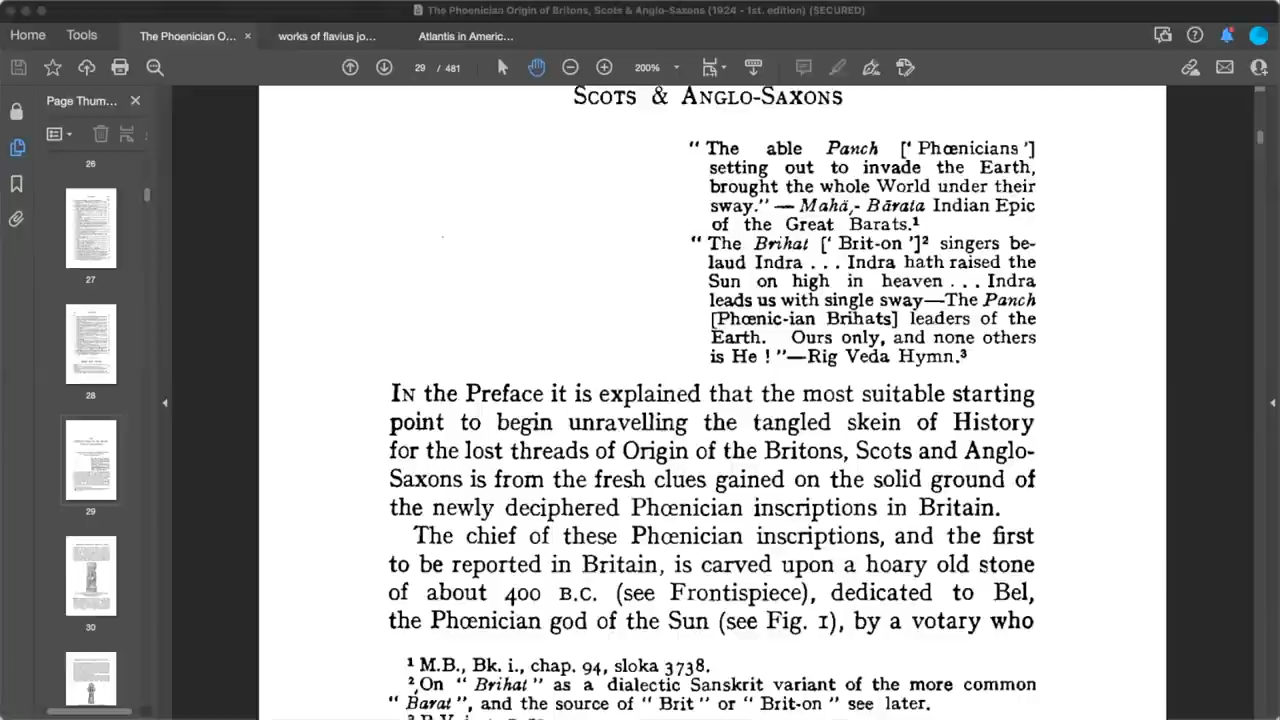 The Phoenician Origin of Britons, Scots & Anglo-Saxons (1924 - 1st. edition) (SECURED)
Home Tools The Phoenician O... × works of flavius jo... Atlantis in Americ...
29 / 481 200%
Page Thum... ×
26
27
28
29
30
SCOTS & ANGLO-SAXONS
“ The able Panch [‘ Phœnicians ’]
setting out to invade the Earth,
brought the whole World under their
sway.” — Mahā,- Bārata Indian Epic
of the Great Barats.¹
“ The Brihat [‘ Brit-on ’]² singers be-
laud Indra . . . Indra hath raised the
Sun on high in heaven . . . Indra
leads us with single sway—The Panch
[Phœnic-ian Brihats] leaders of the
Earth. Ours only, and none others
is He ! ”—Rig Veda Hymn.³
IN the Preface it is explained that the most suitable starting
point to begin unravelling the tangled skein of History
for the lost threads of Origin of the Britons, Scots and Anglo-
Saxons is from the fresh clues gained on the solid ground of
the newly deciphered Phœnician inscriptions in Britain.
The chief of these Phœnician inscriptions, and the first
to be reported in Britain, is carved upon a hoary old stone
of about 400 B.C. (see Frontispiece), dedicated to Bel,
the Phœnician god of the Sun (see Fig. 1), by a votary who
¹ M.B., Bk. i., chap. 94, sloka 3738.
² On “ Brihat ” as a dialectic Sanskrit variant of the more common
“ Barat ”, and the source of “ Brit ” or “ Brit-on ” see later.